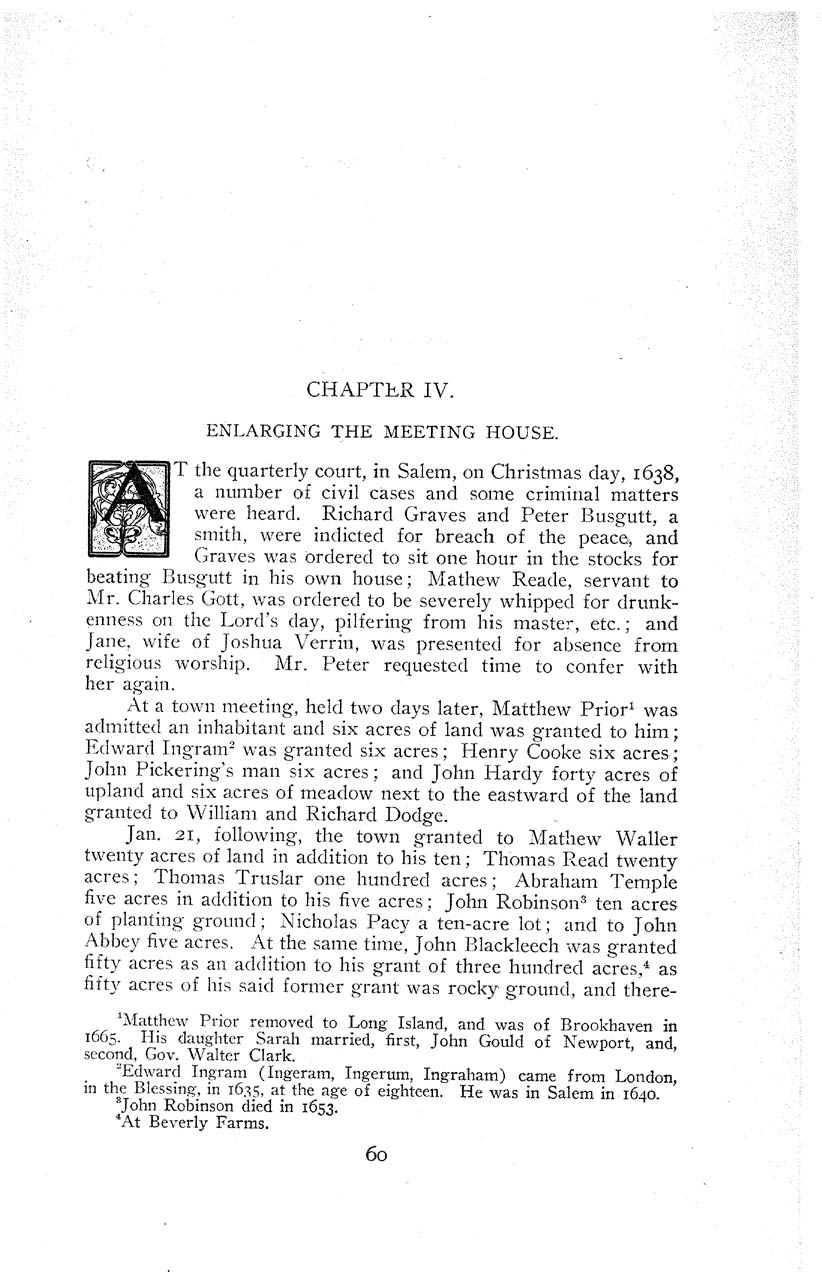 CHAPTER IV.
ENLARGING THE MEETING HOUSE.
AT the quarterly court, in Salem, on Christmas day, 1638,
a number of civil cases and some criminal matters
were heard. Richard Graves and Peter Busgutt, a
smith, were indicted for breach of the peace, and
Graves was ordered to sit one hour in the stocks for
beating Busgutt in his own house; Mathew Reade, servant to
Mr. Charles Gott, was ordered to be severely whipped for drunk-
enness on the Lord's day, pilfering from his master, etc.; and
Jane, wife of Joshua Verrin, was presented for absence from
religious worship. Mr. Peter requested time to confer with
her again.
At a town meeting, held two days later, Matthew Prior¹ was
admitted an inhabitant and six acres of land was granted to him;
Edward Ingram² was granted six acres; Henry Cooke six acres;
John Pickering's man six acres; and John Hardy forty acres of
upland and six acres of meadow next to the eastward of the land
granted to William and Richard Dodge.
Jan. 21, following, the town granted to Mathew Waller
twenty acres of land in addition to his ten; Thomas Read twenty
acres; Thomas Truslar one hundred acres; Abraham Temple
five acres in addition to his five acres; John Robinson³ ten acres
of planting ground; Nicholas Pacy a ten-acre lot; and to John
Abbey five acres. At the same time, John Blackleech was granted
fifty acres as an addition to his grant of three hundred acres,⁴ as
fifty acres of his said former grant was rocky ground, and there-
¹Matthew Prior removed to Long Island, and was of Brookhaven in
1665. His daughter Sarah married, first, John Gould of Newport, and,
second, Gov. Walter Clark.
²Edward Ingram (Ingeram, Ingerum, Ingraham) came from London,
in the Blessing, in 1635, at the age of eighteen. He was in Salem in 1640.
³John Robinson died in 1653.
⁴At Beverly Farms.
60